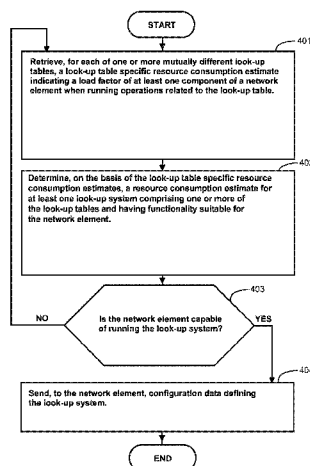 START
401
Retrieve, for each of one or more mutually different look-up
tables, a look-up table specific resource consumption estimate
indicating a load factor of at least one component of a network
element when running operations related to the look-up table.
402
Determine, on the basis of the look-up table specific resource
consumption estimates, a resource consumption estimate for
at least one look-up system comprising one or more of
the look-up tables and having functionality suitable for
the network element.
403
NO
Is the network element capable
of running the look-up system?
YES
404
Send, to the network element, configuration data defining
the look-up system.
END